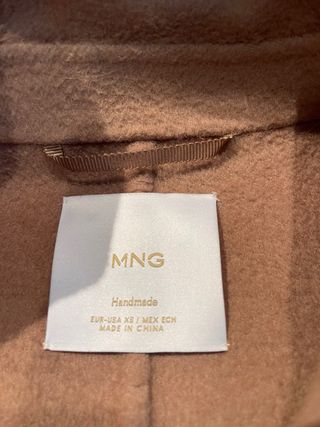 MNG
Handmade
EUR-USA XS / MEX ECH
MADE IN CHINA